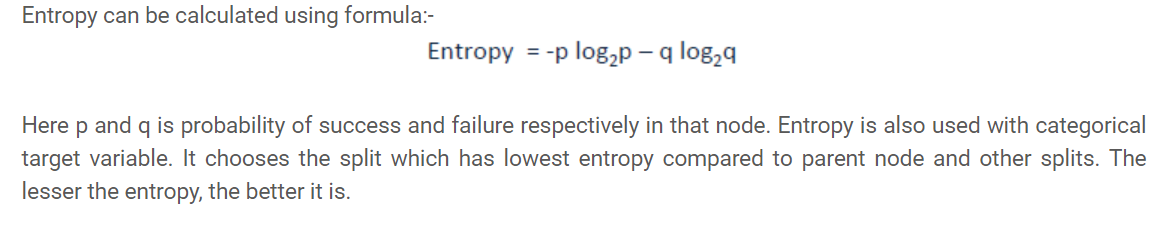 Entropy can be calculated using formula:-
Entropy = -p log₂p – q log₂q
Here p and q is probability of success and failure respectively in that node. Entropy is also used with categorical
target variable. It chooses the split which has lowest entropy compared to parent node and other splits. The
lesser the entropy, the better it is.